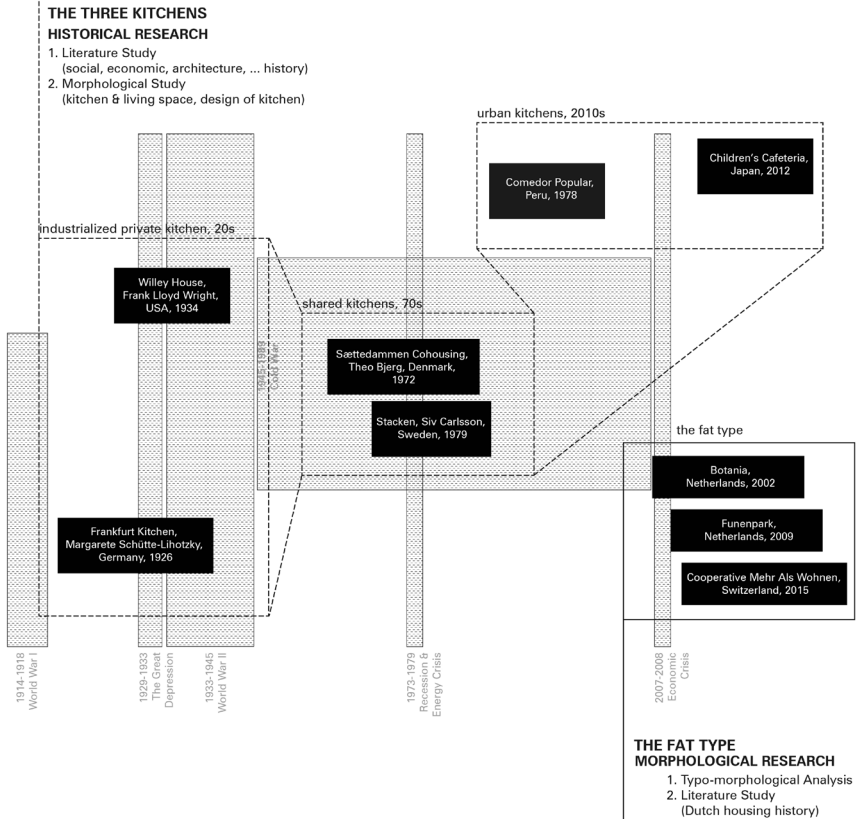 THE THREE KITCHENS
HISTORICAL RESEARCH
1. Literature Study
(social, economic, architecture, ... history)
2. Morphological Study
(kitchen & living space, design of kitchen)
urban kitchens, 2010s
Children's Cafeteria,
Japan, 2012
Comedor Popular,
Peru, 1978
industrialized private kitchen, 20s
Willey House,
Frank Lloyd Wright,
USA, 1934
shared kitchens, 70s
1945-1989
Cold War
Sættedammen Cohousing,
Theo Bjerg, Denmark,
1972
Stacken, Siv Carlsson,
Sweden, 1979
the fat type
Botania,
Netherlands, 2002
Frankfurt Kitchen,
Margarete Schütte-Lihotzky,
Germany, 1926
Funenpark,
Netherlands, 2009
Cooperative Mehr Als Wohnen,
Switzerland, 2015
1914-1918
World War I
1929-1933
The Great
Depression
1933-1945
World War II
1973-1979
Recession &
Energy Crisis
2007-2008
Economic
Crisis
THE FAT TYPE
MORPHOLOGICAL RESEARCH
1. Typo-morphological Analysis
2. Literature Study
(Dutch housing history)